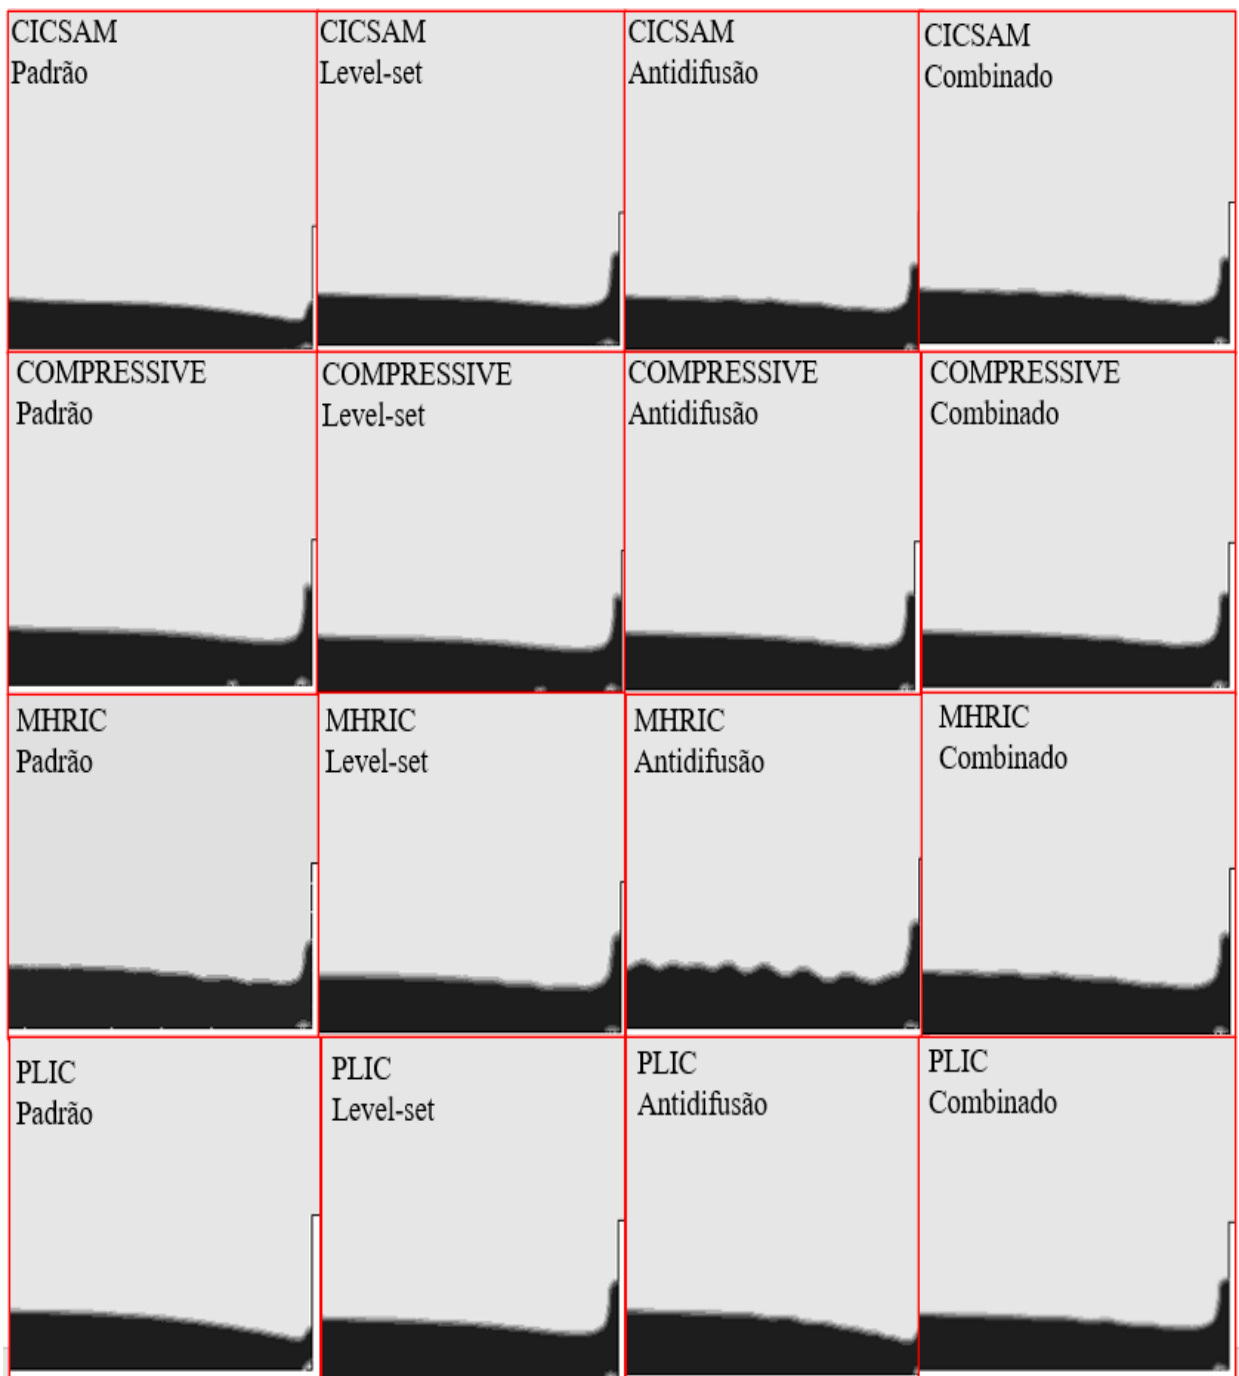 CICSAM
Padrão
CICSAM
Level-set
CICSAM
Antidifusão
CICSAM
Combinado
COMPRESSIVE
Padrão
COMPRESSIVE
Level-set
COMPRESSIVE
Antidifusão
COMPRESSIVE
Combinado
MHRIC
Padrão
MHRIC
Level-set
MHRIC
Antidifusão
MHRIC
Combinado
PLIC
Padrão
PLIC
Level-set
PLIC
Antidifusão
PLIC
Combinado